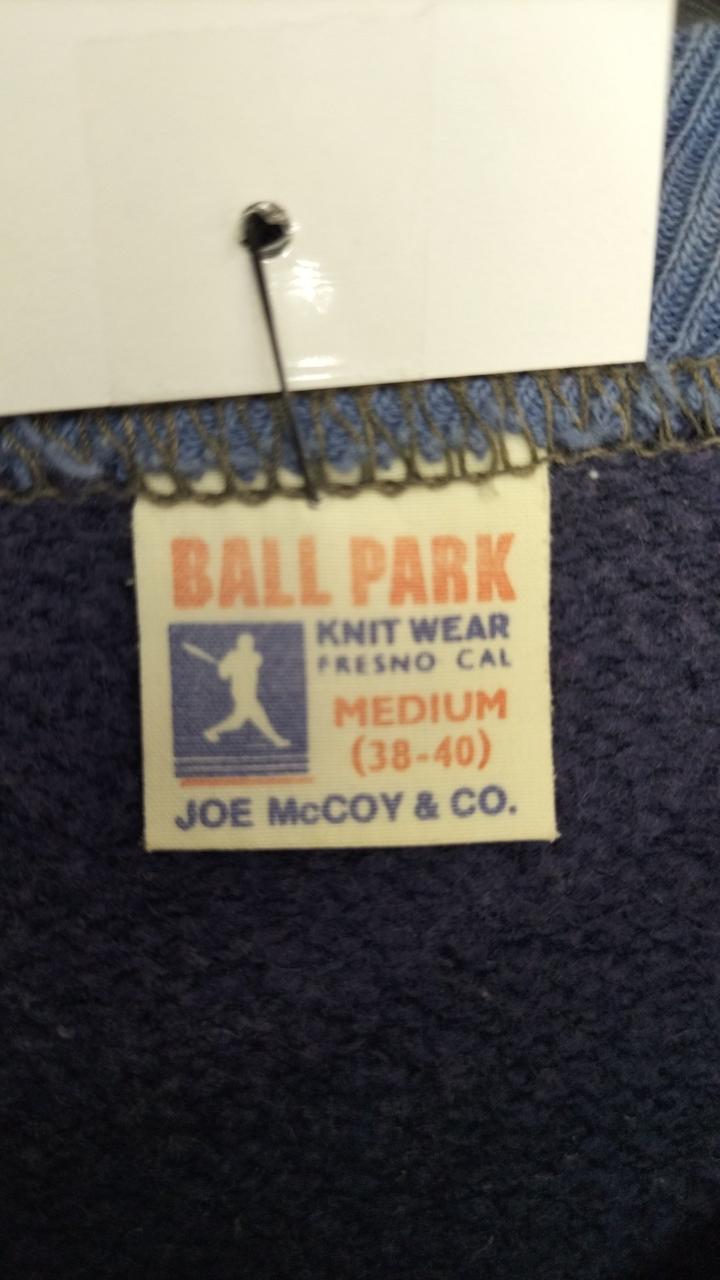 BALL PARK
KNIT WEAR
FRESNO CAL
MEDIUM
(38-40)
JOE McCOY & CO.